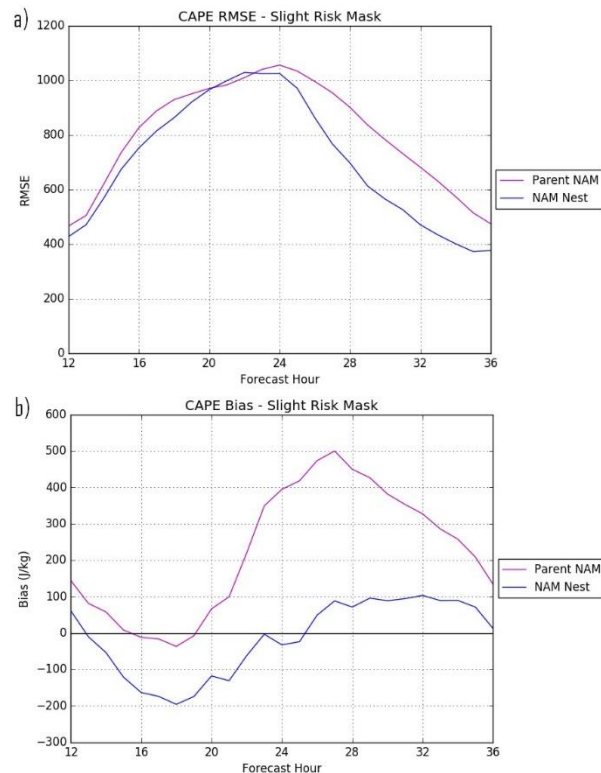 a)
CAPE RMSE - Slight Risk Mask
1200
1000
800
600
400
200
0
RMSE
12 16 20 24 28 32 36
Forecast Hour
Parent NAM
NAM Nest
b)
CAPE Bias - Slight Risk Mask
600
500
400
300
200
100
0
−100
−200
−300
Bias (J/kg)
12 16 20 24 28 32 36
Forecast Hour
Parent NAM
NAM Nest